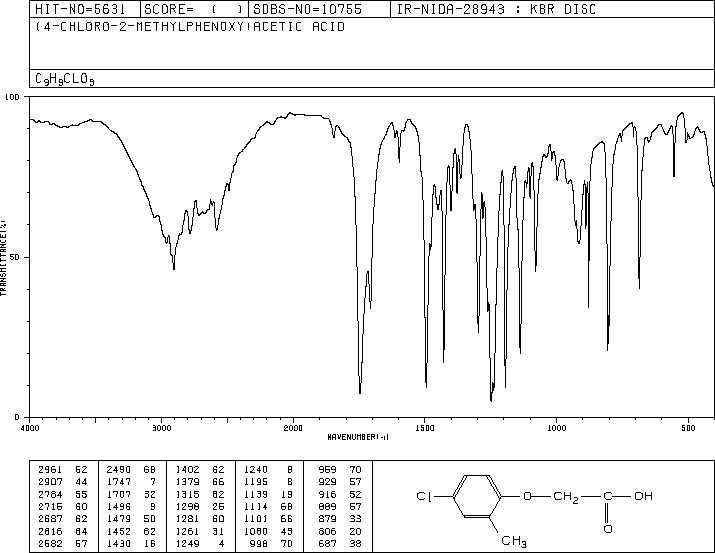 HIT-NO=5631 SCORE= ( ) SDBS-NO=10755 IR-NIDA-28943 : KBR DISC
(4-CHLORO-2-METHYLPHENOXY)ACETIC ACID
C9H9CLO3
100
50
0
TRANSMITTANCE(%)
4000 3000 2000 1500 1000 500
WAVENUMBER(-1)
2961 52 2490 68 1402 62 1240 8 959 70
2907 44 1747 7 1379 66 1195 8 929 57
2784 55 1707 32 1315 62 1139 19 916 52
2715 60 1496 9 1298 25 1114 68 889 57
2687 62 1479 50 1281 60 1101 66 879 33
2616 64 1452 62 1261 31 1080 43 806 20
2582 57 1430 16 1249 4 998 70 687 38
Cl O CH2 C OH
O
CH3